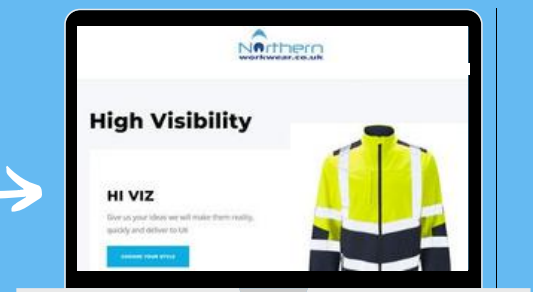 Northern
workwear.co.uk
High Visibility
HI VIZ
Give us your ideas we will make them reality,
quickly and deliver to UK
CHOOSE YOUR STYLE